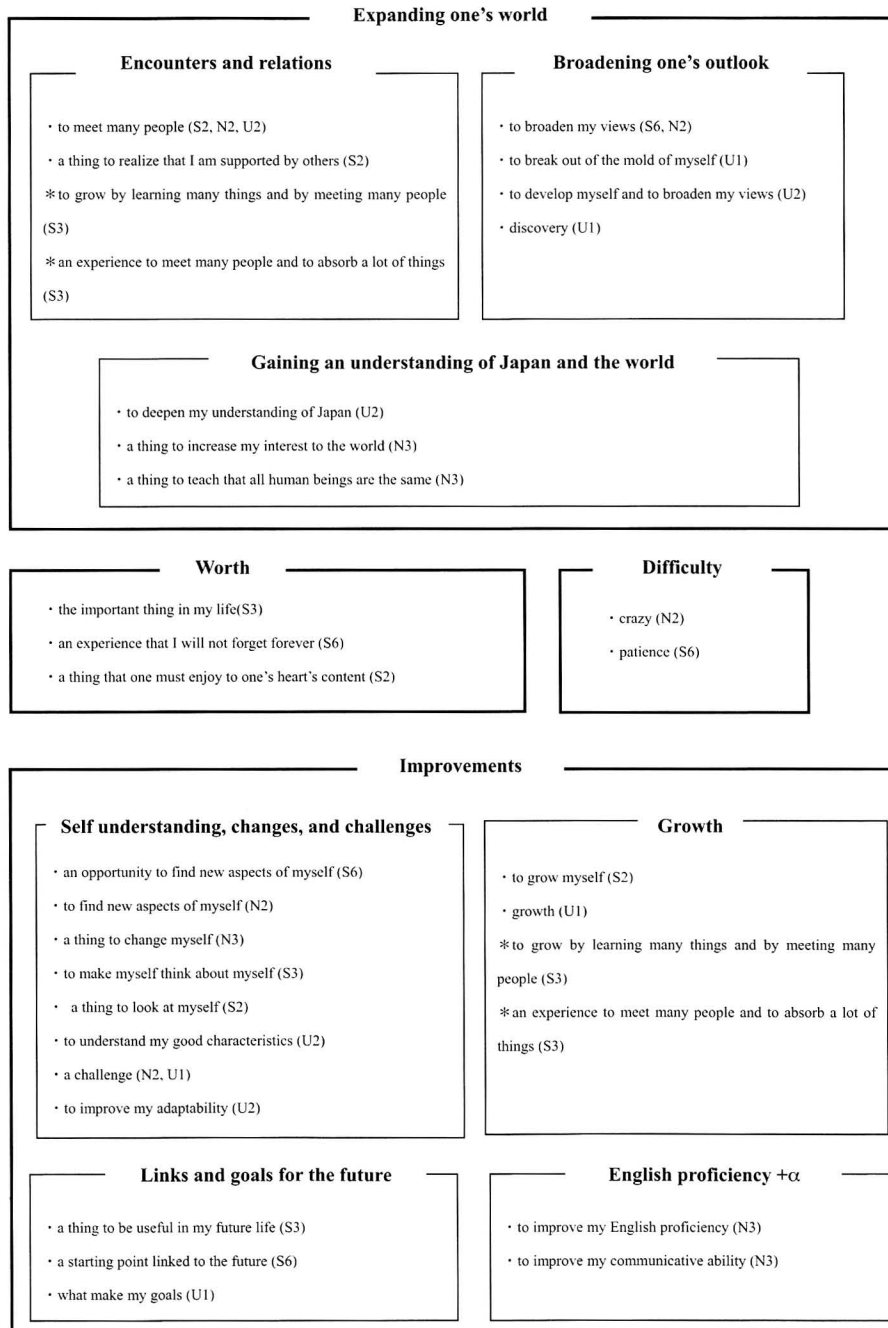 Expanding one's world
Encounters and relations
・to meet many people (S2, N2, U2)
・a thing to realize that I am supported by others (S2)
＊to grow by learning many things and by meeting many people
(S3)
＊an experience to meet many people and to absorb a lot of things
(S3)
Broadening one's outlook
・to broaden my views (S6, N2)
・to break out of the mold of myself (U1)
・to develop myself and to broaden my views (U2)
・discovery (U1)
Gaining an understanding of Japan and the world
・to deepen my understanding of Japan (U2)
・a thing to increase my interest to the world (N3)
・a thing to teach that all human beings are the same (N3)
Worth
・the important thing in my life(S3)
・an experience that I will not forget forever (S6)
・a thing that one must enjoy to one's heart's content (S2)
Difficulty
・crazy (N2)
・patience (S6)
Improvements
Self understanding, changes, and challenges
・an opportunity to find new aspects of myself (S6)
・to find new aspects of myself (N2)
・a thing to change myself (N3)
・to make myself think about myself (S3)
・ a thing to look at myself (S2)
・to understand my good characteristics (U2)
・a challenge (N2, U1)
・to improve my adaptability (U2)
Growth
・to grow myself (S2)
・growth (U1)
＊to grow by learning many things and by meeting many
people (S3)
＊an experience to meet many people and to absorb a lot of
things (S3)
Links and goals for the future
・a thing to be useful in my future life (S3)
・a starting point linked to the future (S6)
・what make my goals (U1)
English proficiency +α
・to improve my English proficiency (N3)
・to improve my communicative ability (N3)